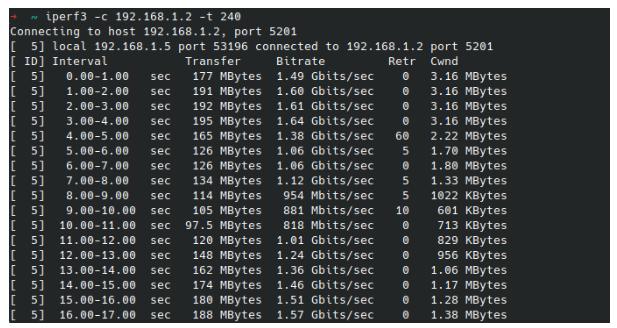 →  ~ iperf3 -c 192.168.1.2 -t 240
Connecting to host 192.168.1.2, port 5201
[  5] local 192.168.1.5 port 53196 connected to 192.168.1.2 port 5201
[ ID] Interval           Transfer     Bitrate         Retr  Cwnd
[  5]   0.00-1.00   sec   177 MBytes  1.49 Gbits/sec    0   3.16 MBytes
[  5]   1.00-2.00   sec   191 MBytes  1.60 Gbits/sec    0   3.16 MBytes
[  5]   2.00-3.00   sec   192 MBytes  1.61 Gbits/sec    0   3.16 MBytes
[  5]   3.00-4.00   sec   195 MBytes  1.64 Gbits/sec    0   3.16 MBytes
[  5]   4.00-5.00   sec   165 MBytes  1.38 Gbits/sec   60   2.22 MBytes
[  5]   5.00-6.00   sec   126 MBytes  1.06 Gbits/sec    5   1.70 MBytes
[  5]   6.00-7.00   sec   126 MBytes  1.06 Gbits/sec    0   1.80 MBytes
[  5]   7.00-8.00   sec   134 MBytes  1.12 Gbits/sec    5   1.33 MBytes
[  5]   8.00-9.00   sec   114 MBytes   954 Mbits/sec    5   1022 KBytes
[  5]   9.00-10.00  sec   105 MBytes   881 Mbits/sec   10    601 KBytes
[  5]  10.00-11.00  sec  97.5 MBytes   818 Mbits/sec    0    713 KBytes
[  5]  11.00-12.00  sec   120 MBytes  1.01 Gbits/sec    0    829 KBytes
[  5]  12.00-13.00  sec   148 MBytes  1.24 Gbits/sec    0    956 KBytes
[  5]  13.00-14.00  sec   162 MBytes  1.36 Gbits/sec    0   1.06 MBytes
[  5]  14.00-15.00  sec   174 MBytes  1.46 Gbits/sec    0   1.17 MBytes
[  5]  15.00-16.00  sec   180 MBytes  1.51 Gbits/sec    0   1.28 MBytes
[  5]  16.00-17.00  sec   188 MBytes  1.57 Gbits/sec    0   1.38 MBytes